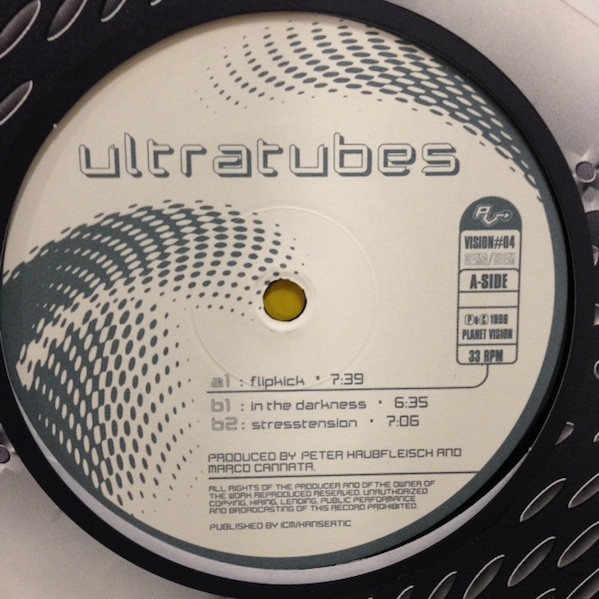 ultratubes
VISION#04
GEMA/BIEM
A-SIDE
P&C 1996
PLANET VISION
33 RPM
a1 : flipkick • 7:39
b1 : in the darkness • 6:35
b2 : stresstension • 7:06
PRODUCED BY PETER HAUBFLEISCH AND
MARCO CANNATA.
ALL RIGHTS OF THE PRODUCER AND OF THE OWNER OF
THE WORK REPRODUCED RESERVED. UNAUTHORIZED
COPYING, HIRING, LENDING, PUBLIC PERFORMANCE
AND BROADCASTING OF THIS RECORD PROHIBITED.
PUBLISHED BY ICM/HANSEATIC